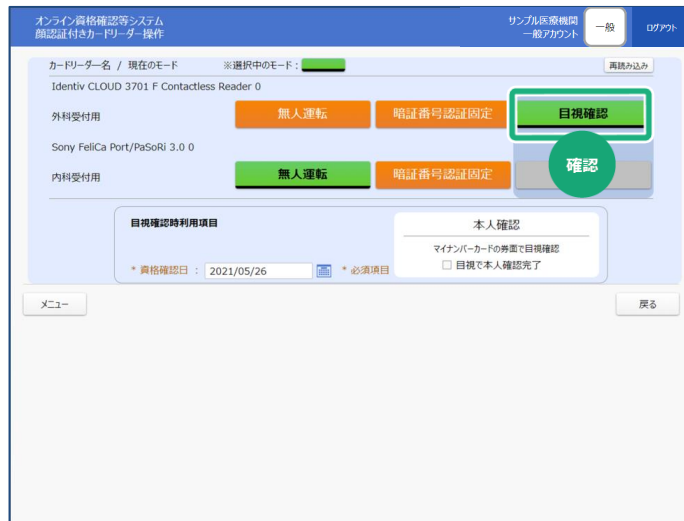 オンライン資格確認等システム
顔認証付きカードリーダー操作
サンプル医療機関
一般アカウント
一般
ログアウト
カードリーダー名 / 現在のモード ※選択中のモード：
再読み込み
Identiv CLOUD 3701 F Contactless Reader 0
外科受付用 無人運転 暗証番号認証固定 目視確認
Sony FeliCa Port/PaSoRi 3.0 0
確認
内科受付用 無人運転 暗証番号認証固定
目視確認時利用項目
本人確認
マイナンバーカードの券面で目視確認
目視で本人確認完了
* 資格確認日 ： 2021/05/26 * 必須項目
メニュー
戻る